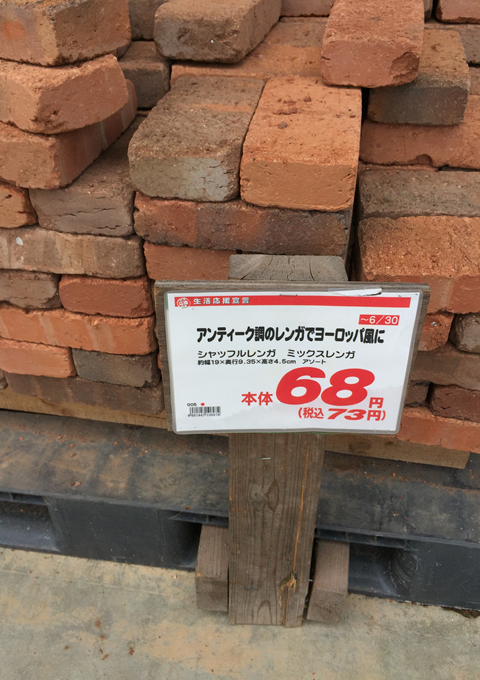 生活応援宣言
～6/30
アンティーク調のレンガでヨーロッパ風に
シャッフルレンガ ミックスレンガ
約幅19×奥行9.35×高さ4.5cm アソート
本体68円
(税込 73円)